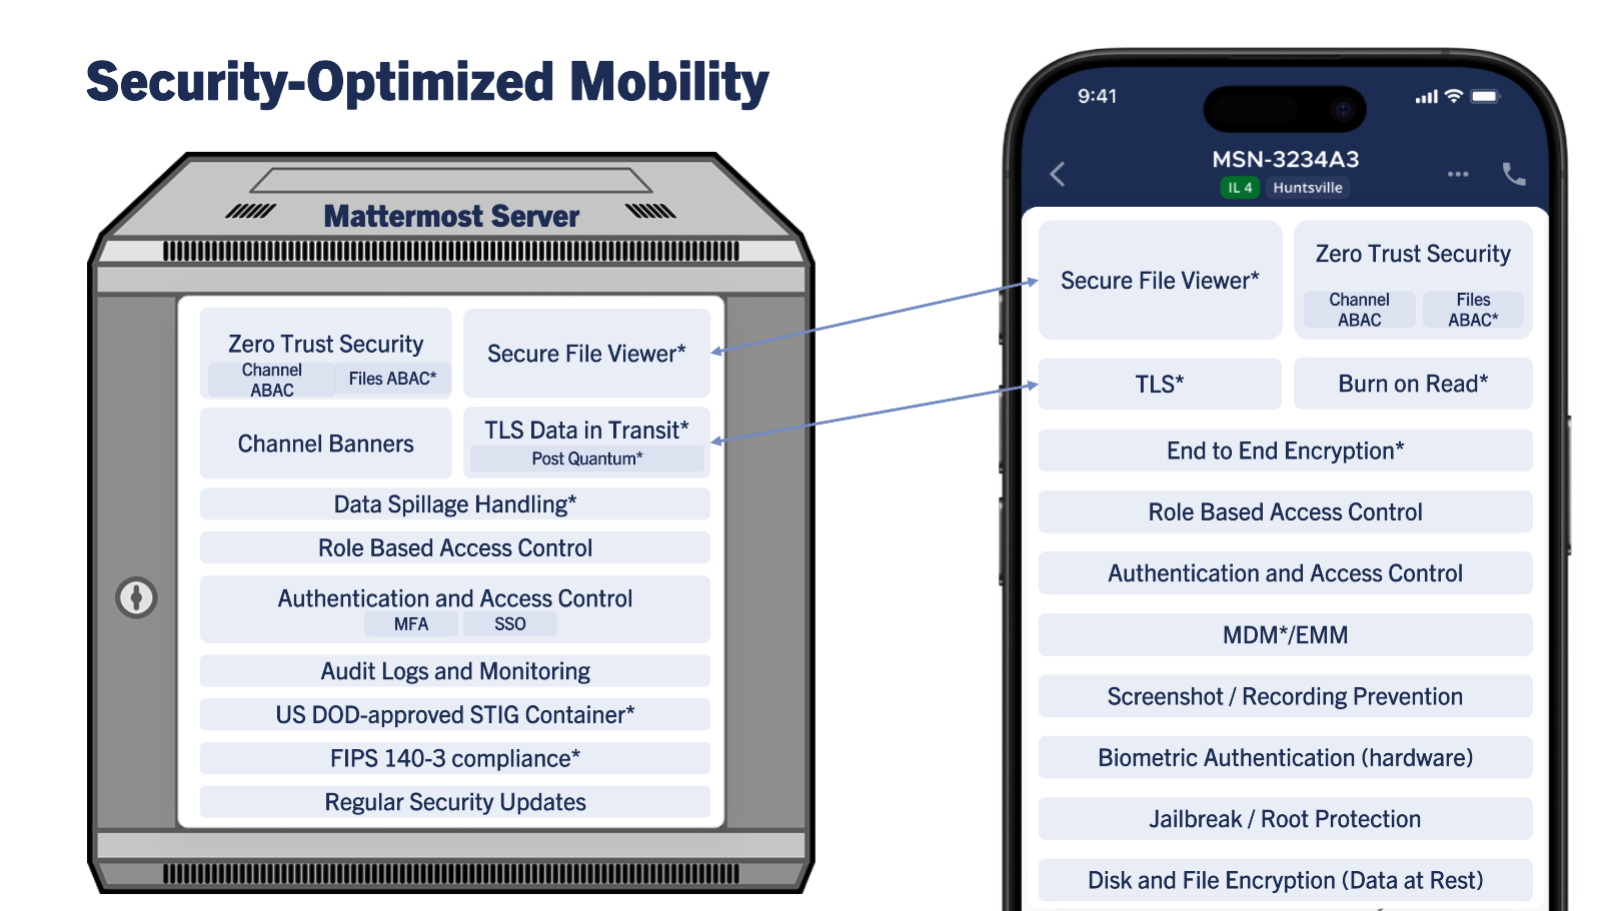 Security-Optimized Mobility
Mattermost Server
Zero Trust Security
Channel
ABAC
Files ABAC*
Secure File Viewer*
Channel Banners
TLS Data in Transit*
Post Quantum*
Data Spillage Handling*
Role Based Access Control
Authentication and Access Control
MFA
SSO
Audit Logs and Monitoring
US DOD-approved STIG Container*
FIPS 140-3 compliance*
Regular Security Updates
9:41
MSN-3234A3
IL 4
Huntsville
Secure File Viewer*
Zero Trust Security
Channel
ABAC
Files
ABAC*
TLS*
Burn on Read*
End to End Encryption*
Role Based Access Control
Authentication and Access Control
MDM*/EMM
Screenshot / Recording Prevention
Biometric Authentication (hardware)
Jailbreak / Root Protection
Disk and File Encryption (Data at Rest)